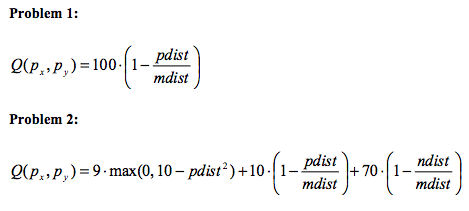 Problem 1:
Q(p_x, p_y) = 100 · (1 − pdist/mdist)
Problem 2:
Q(p_x, p_y) = 9 · max(0, 10 − pdist²) + 10 · (1 − pdist/mdist) + 70 · (1 − ndist/mdist)